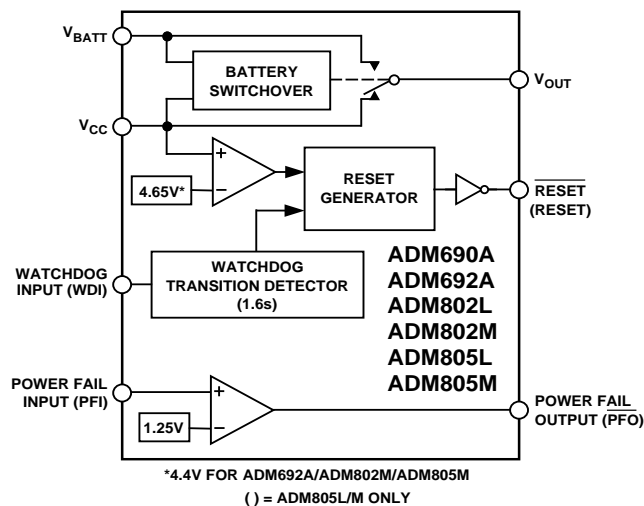 VBATT
BATTERY
SWITCHOVER
VOUT
VCC
+
4.65V*
−
RESET
GENERATOR
RESET
(RESET)
WATCHDOG
INPUT (WDI)
WATCHDOG
TRANSITION DETECTOR
(1.6s)
ADM690A
ADM692A
ADM802L
ADM802M
ADM805L
ADM805M
POWER FAIL
INPUT (PFI)
+
1.25V
−
POWER FAIL
OUTPUT (PFO)
*4.4V FOR ADM692A/ADM802M/ADM805M
( ) = ADM805L/M ONLY